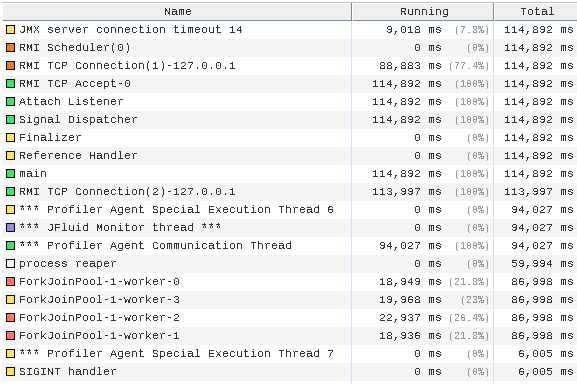 Name Running Total
JMX server connection timeout 14 9,018 ms (7.8%) 114,892 ms
RMI Scheduler(0) 0 ms (0%) 114,892 ms
RMI TCP Connection(1)-127.0.0.1 88,883 ms (77.4%) 114,892 ms
RMI TCP Accept-0 114,892 ms (100%) 114,892 ms
Attach Listener 114,892 ms (100%) 114,892 ms
Signal Dispatcher 114,892 ms (100%) 114,892 ms
Finalizer 0 ms (0%) 114,892 ms
Reference Handler 0 ms (0%) 114,892 ms
main 114,892 ms (100%) 114,892 ms
RMI TCP Connection(2)-127.0.0.1 113,997 ms (100%) 113,997 ms
*** Profiler Agent Special Execution Thread 6 0 ms (0%) 94,027 ms
*** JFluid Monitor thread *** 0 ms (0%) 94,027 ms
*** Profiler Agent Communication Thread 94,027 ms (100%) 94,027 ms
process reaper 0 ms (0%) 59,994 ms
ForkJoinPool-1-worker-0 18,949 ms (21.8%) 86,998 ms
ForkJoinPool-1-worker-3 19,968 ms (23%) 86,998 ms
ForkJoinPool-1-worker-2 22,937 ms (26.4%) 86,998 ms
ForkJoinPool-1-worker-1 18,936 ms (21.8%) 86,998 ms
*** Profiler Agent Special Execution Thread 7 0 ms (0%) 6,005 ms
SIGINT handler 0 ms (0%) 6,005 ms